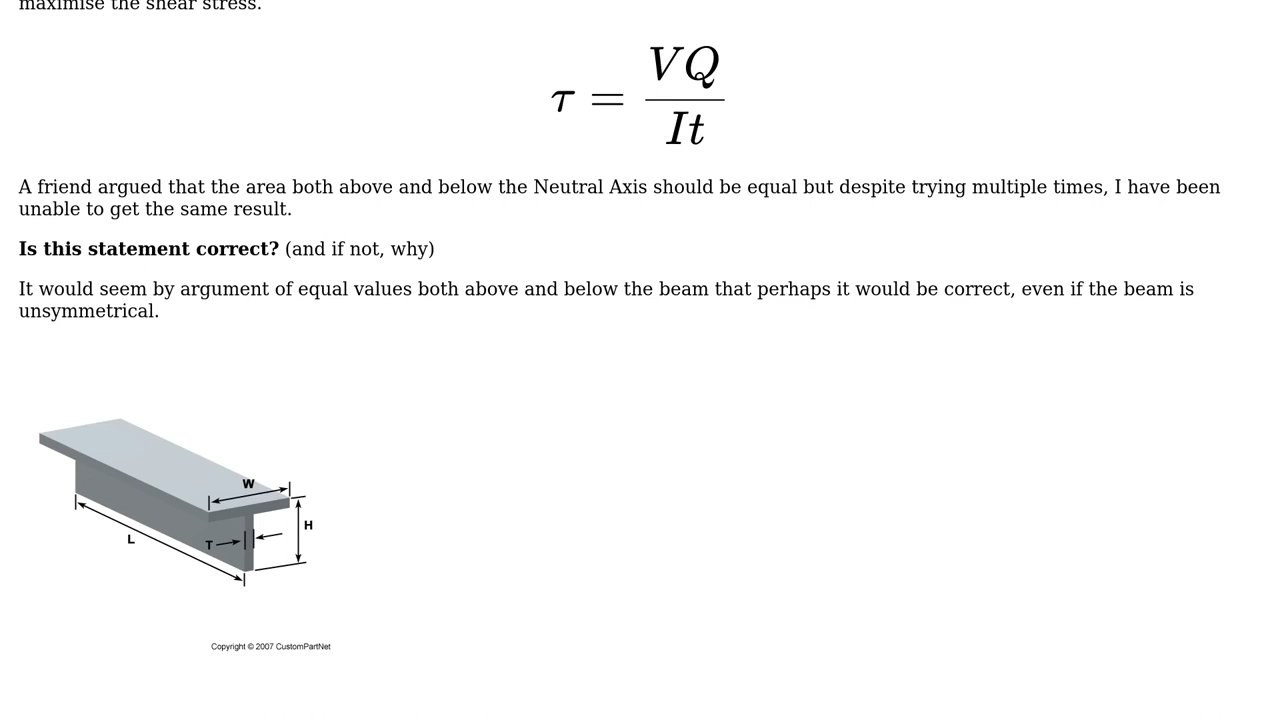 maximise the shear stress.
τ = VQ / It
A friend argued that the area both above and below the Neutral Axis should be equal but despite trying multiple times, I have been
unable to get the same result.
Is this statement correct? (and if not, why)
It would seem by argument of equal values both above and below the beam that perhaps it would be correct, even if the beam is
unsymmetrical.
W
H
T
L
Copyright © 2007 CustomPartNet